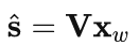 ŝ = Vx_w